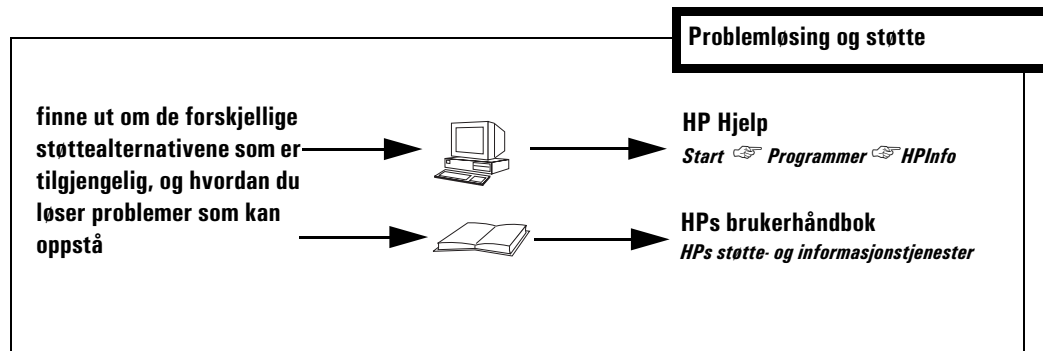 Problemløsing og støtte
finne ut om de forskjellige
støttealternativene som er
tilgjengelig, og hvordan du
løser problemer som kan
oppstå
HP Hjelp
Start ☞ Programmer ☞ HPInfo
HPs brukerhåndbok
HPs støtte- og informasjonstjenester